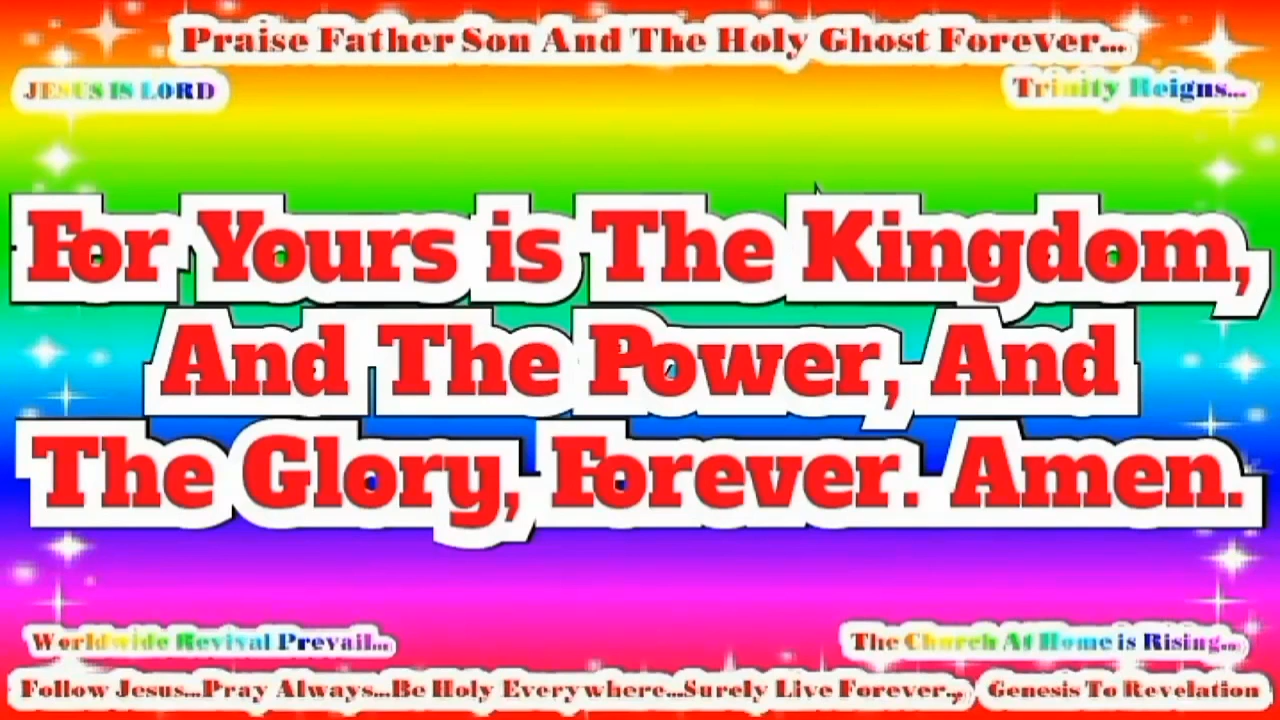 Praise Father Son And The Holy Ghost Forever...
JESUS IS LORD
Trinity Reigns...
For Yours is The Kingdom,
And The Power, And
The Glory, Forever. Amen.
Worldwide Revival Prevail...
The Church At Home is Rising...
Follow Jesus...Pray Always...Be Holy Everywhere...Surely Live Forever.,, Genesis To Revelation